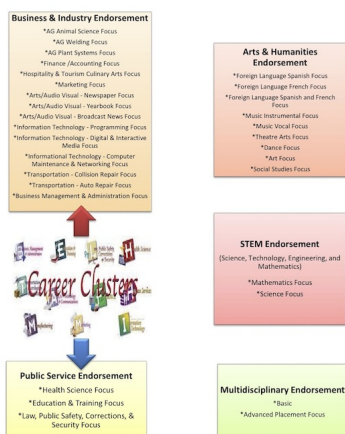 Business & Industry Endorsement
*AG Animal Science Focus
*AG Welding Focus
*AG Plant Systems Focus
*Finance /Accounting Focus
*Hospitality & Tourism Culinary Arts Focus
*Marketing Focus
*Arts/Audio Visual - Newspaper Focus
*Arts/Audio Visual - Yearbook Focus
*Arts/Audio Visual - Broadcast News Focus
*Information Technology - Programming Focus
*Information Technology - Digital & Interactive
Media Focus
*Informational Technology - Computer
Maintenance & Networking Focus
*Transportation - Collision Repair Focus
*Transportation - Auto Repair Focus
*Business Management & Administration Focus
Career Clusters
Public Service Endorsement
*Health Science Focus
*Education & Training Focus
*Law, Public Safety, Corrections, &
Security Focus
Arts & Humanities
Endorsement
*Foreign Language Spanish Focus
*Foreign Language French Focus
*Foreign Language Spanish and French
Focus
*Music Instrumental Focus
*Music Vocal Focus
*Theatre Arts Focus
*Dance Focus
*Art Focus
*Social Studies Focus
STEM Endorsement
(Science, Technology, Engineering, and
Mathematics)
*Mathematics Focus
*Science Focus
Multidisciplinary Endorsement
*Basic
*Advanced Placement Focus